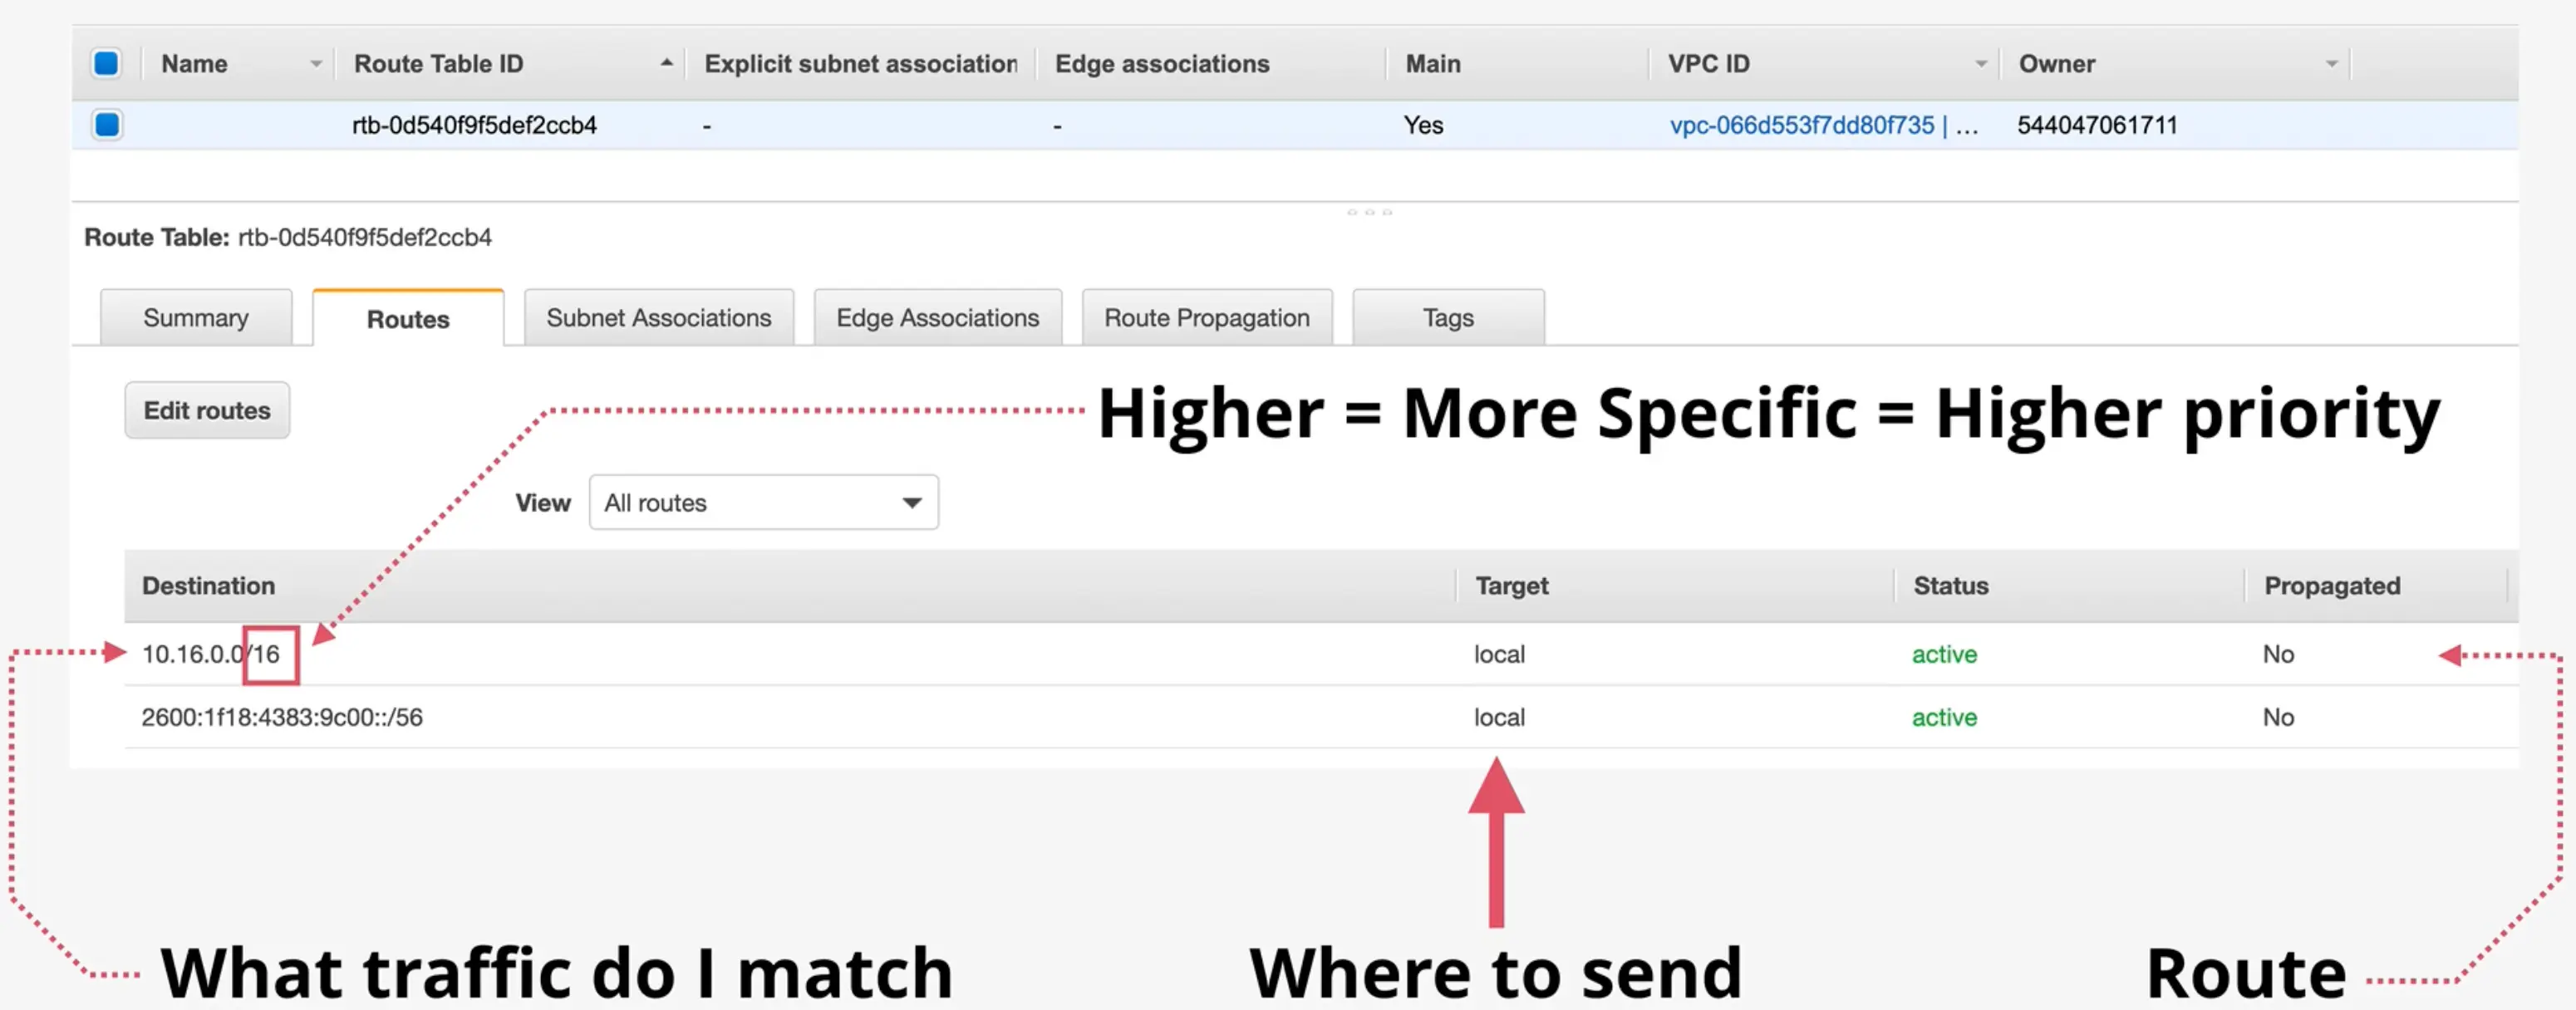 Name Route Table ID Explicit subnet association Edge associations Main VPC ID Owner
rtb-0d540f9f5def2ccb4 - - Yes vpc-066d553f7dd80f735 | ... 544047061711
Route Table: rtb-0d540f9f5def2ccb4
Summary Routes Subnet Associations Edge Associations Route Propagation Tags
Edit routes
Higher = More Specific = Higher priority
View All routes
Destination Target Status Propagated
10.16.0.0/16 local active No
2600:1f18:4383:9c00::/56 local active No
What traffic do I match Where to send Route